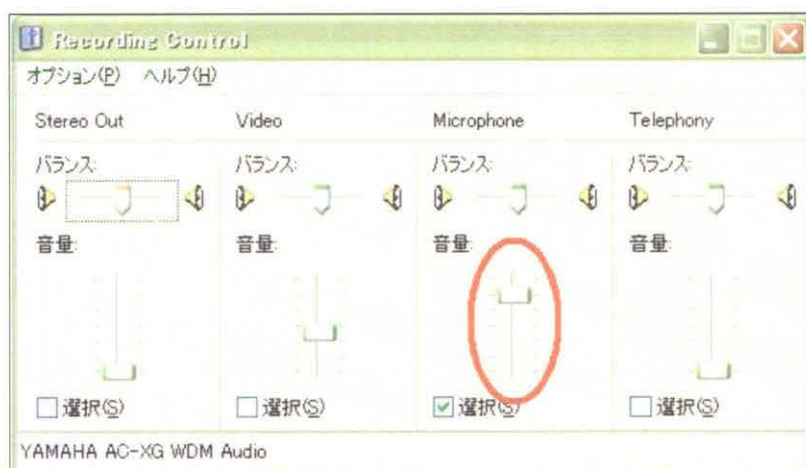 Recording Control
オプション(P) ヘルプ(H)
Stereo Out Video Microphone Telephony
バランス: バランス: バランス: バランス:
音量: 音量: 音量: 音量:
選択(S) 選択(S) 選択(S) 選択(S)
YAMAHA AC-XG WDM Audio